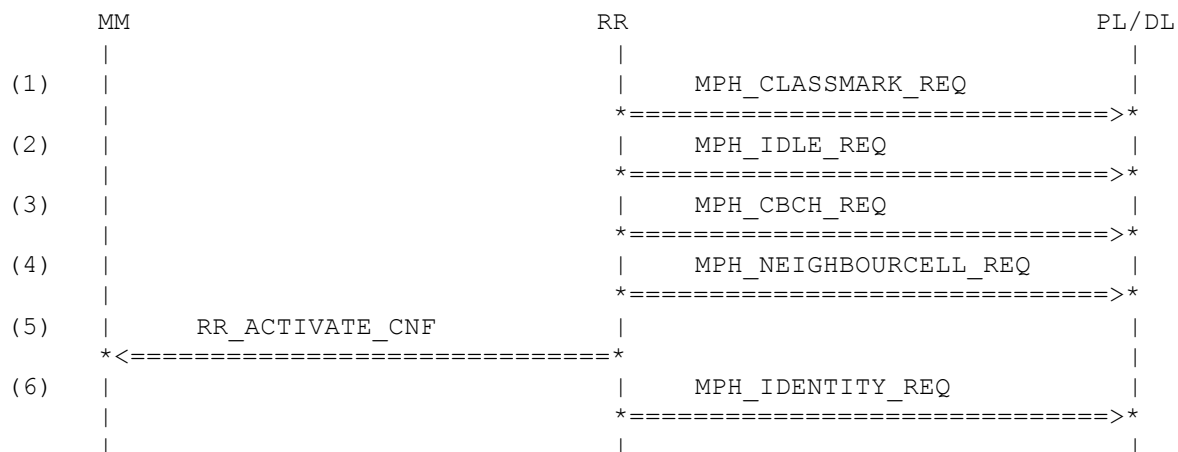 MM RR PL/DL
(1) MPH_CLASSMARK_REQ
(2) MPH_IDLE_REQ
(3) MPH_CBCH_REQ
(4) MPH_NEIGHBOURCELL_REQ
(5) RR_ACTIVATE_CNF
(6) MPH_IDENTITY_REQ